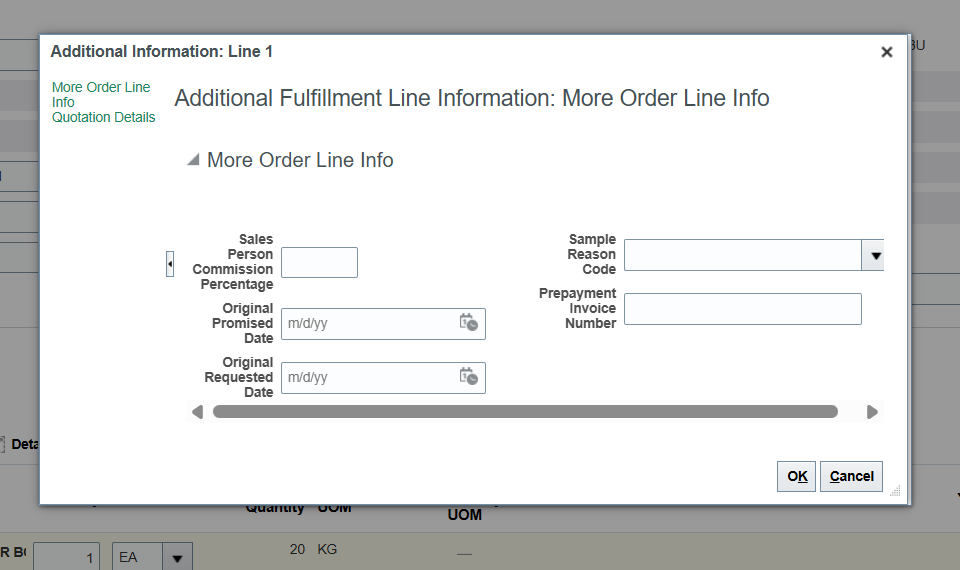 BU
Additional Information: Line 1
More Order Line
Info
Quotation Details
Additional Fulfillment Line Information: More Order Line Info
More Order Line Info
Sales
Person
Commission
Percentage
Sample
Reason
Code
Original
Promised
Date
m/d/yy
Prepayment
Invoice
Number
Original
Requested
Date
m/d/yy
Deta
OK
Cancel
Quantity
UOM
UOM
R BO
1
EA
20
KG